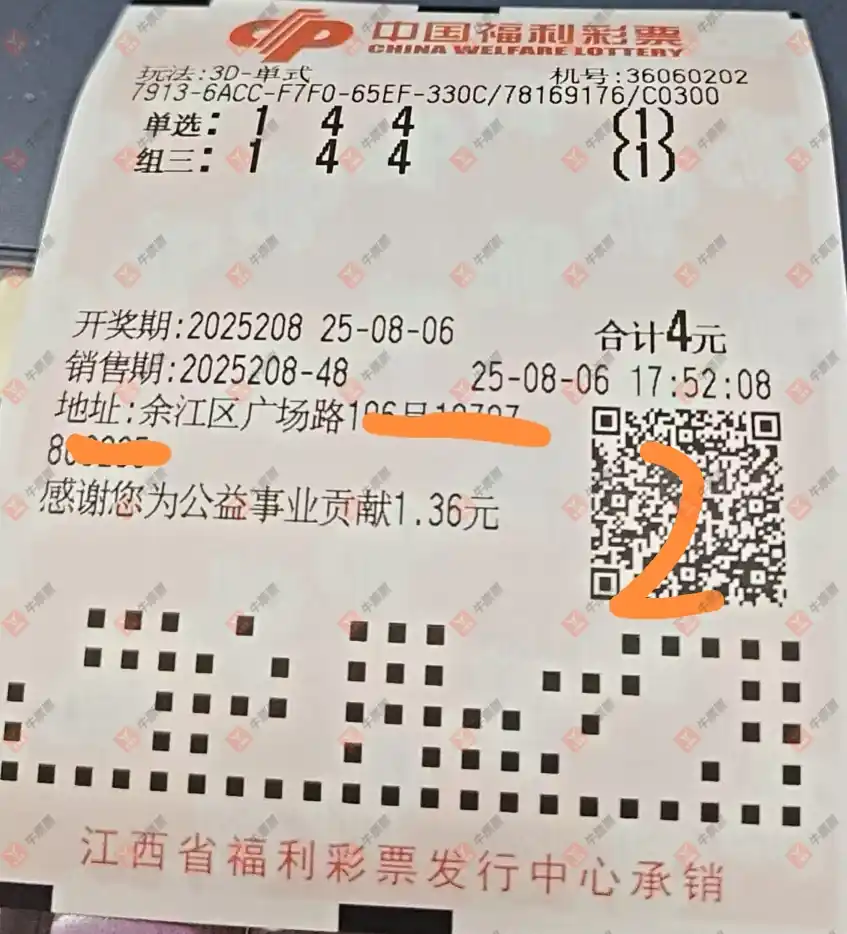 中国福利彩票
CHINA WELFARE LOTTERY
玩法:3D-单式 机号:36060202
7913-6ACC-F7F0-65EF-330C/78169176/C0300
单选: 1 4 4 (1)
组三: 1 4 4 (1)
开奖期:2025208 25-08-06 合计4元
销售期:2025208-48 25-08-06 17:52:08
地址:余江区广场路1
8
感谢您为公益事业贡献1.36元
2
江西省福利彩票发行中心承销